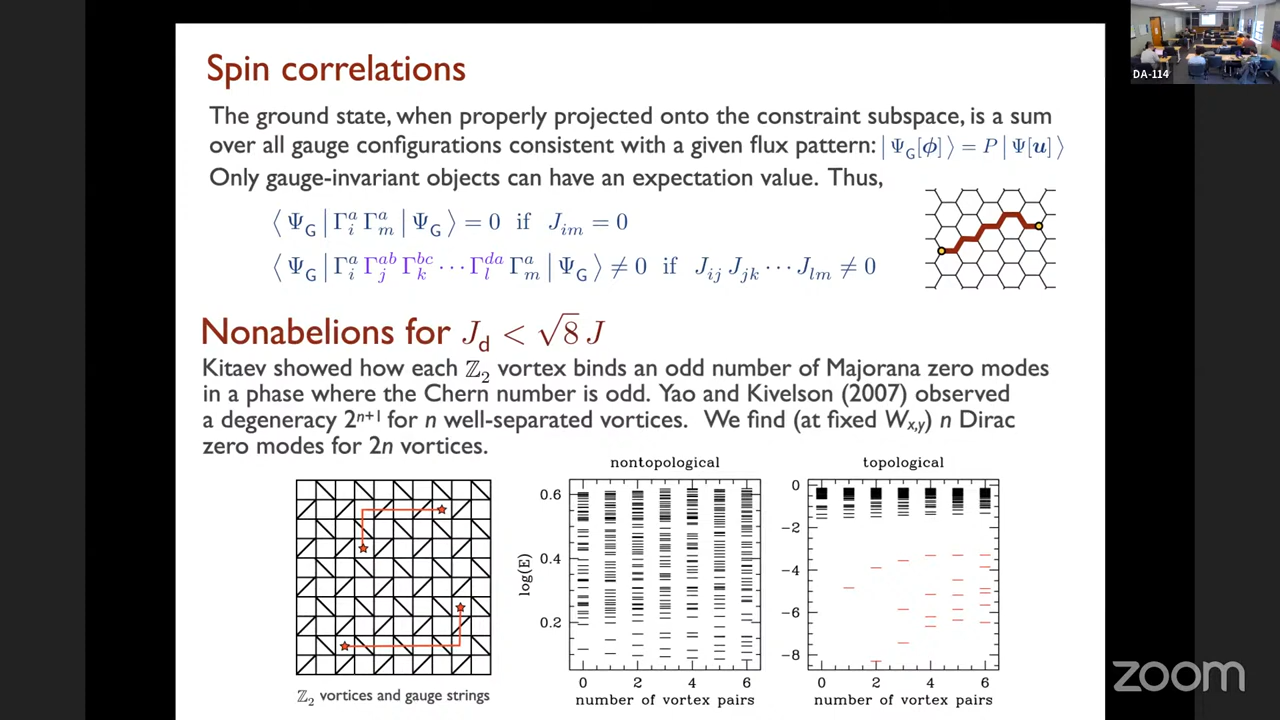 Spin correlations
The ground state, when properly projected onto the constraint subspace, is a sum
over all gauge configurations consistent with a given flux pattern: | Ψ_G[ϕ] ⟩ = P | Ψ[u] ⟩
Only gauge-invariant objects can have an expectation value. Thus,
⟨ Ψ_G | Γ_i^a Γ_m^a | Ψ_G ⟩ = 0 if J_im = 0
⟨ Ψ_G | Γ_i^a Γ_j^ab Γ_k^bc ··· Γ_l^da Γ_m^a | Ψ_G ⟩ ≠ 0 if J_ij J_jk ··· J_lm ≠ 0
Nonabelions for J_d < √8 J
Kitaev showed how each ℤ₂ vortex binds an odd number of Majorana zero modes
in a phase where the Chern number is odd. Yao and Kivelson (2007) observed
a degeneracy 2ⁿ⁺¹ for n well-separated vortices. We find (at fixed W_x,y) n Dirac
zero modes for 2n vortices.
nontopological
0.6
0.4
0.2
log(E)
0 2 4 6
number of vortex pairs
topological
0
−2
−4
−6
−8
0 2 4 6
number of vortex pairs
ℤ₂ vortices and gauge strings
DA-114
zoom